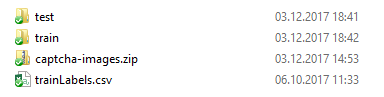 test 03.12.2017 18:41
train 03.12.2017 18:42
captcha-images.zip 03.12.2017 14:53
trainLabels.csv 06.10.2017 11:33